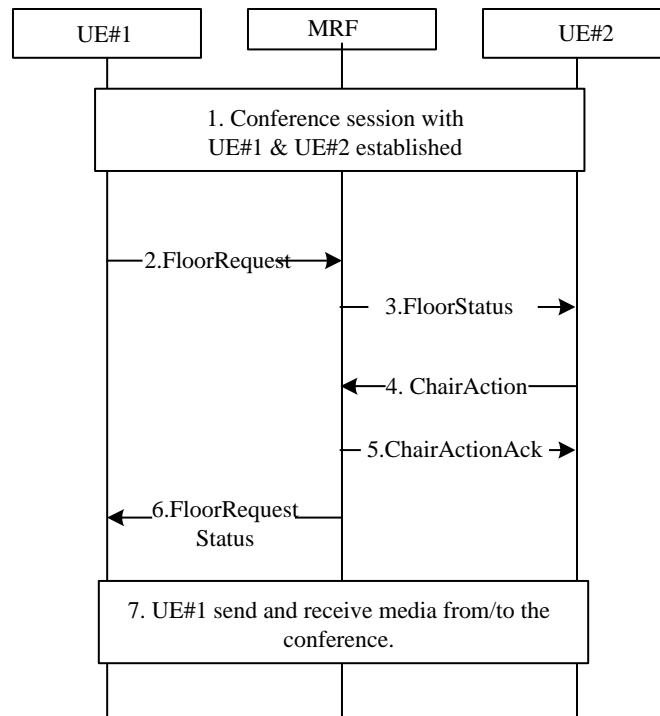 UE#1
MRF
UE#2
1. Conference session with
UE#1 & UE#2 established
2.FloorRequest
3.FloorStatus
4. ChairAction
5.ChairActionAck
6.FloorRequest
Status
7. UE#1 send and receive media from/to the
conference.